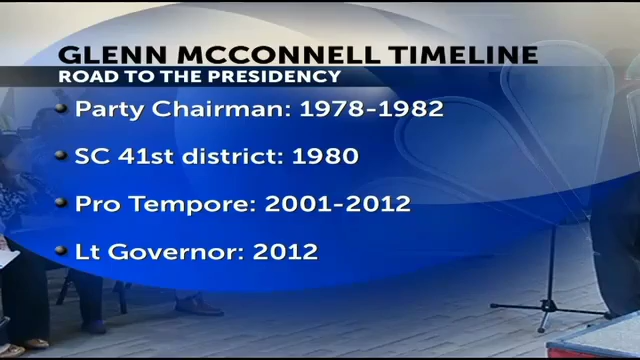 GLENN MCCONNELL TIMELINE
ROAD TO THE PRESIDENCY
Party Chairman: 1978-1982
SC 41st district: 1980
Pro Tempore: 2001-2012
Lt Governor: 2012